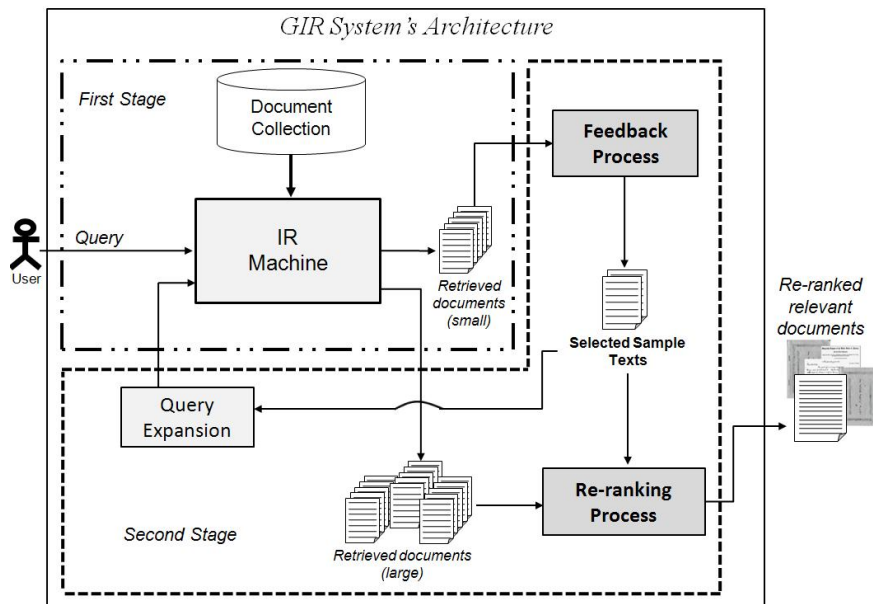 GIR System's Architecture
First Stage
Document
Collection
Feedback
Process
Query
IR
Machine
User
Retrieved
documents
(small)
Selected Sample
Texts
Re-ranked
relevant
documents
Query
Expansion
Re-ranking
Process
Second Stage
Retrieved documents
(large)